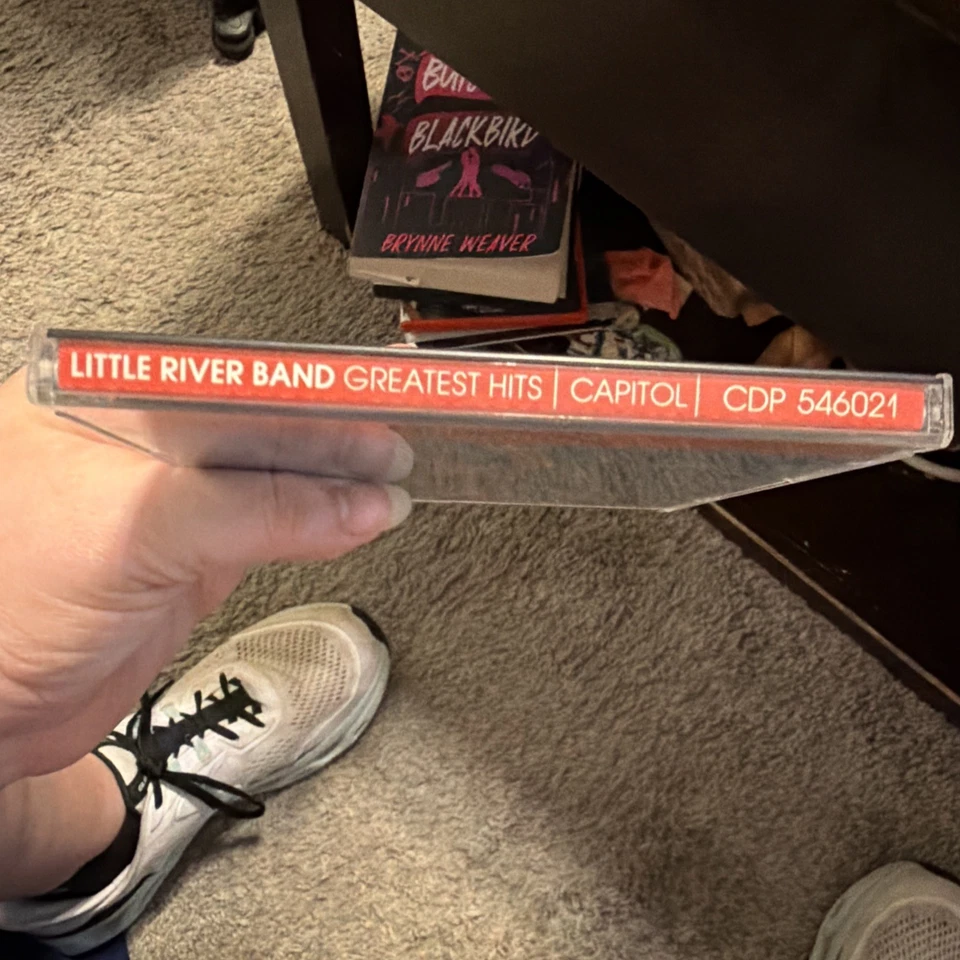 BLACKBIRD
BRYNNE WEAVER
LITTLE RIVER BAND GREATEST HITS | CAPITOL | CDP 546021